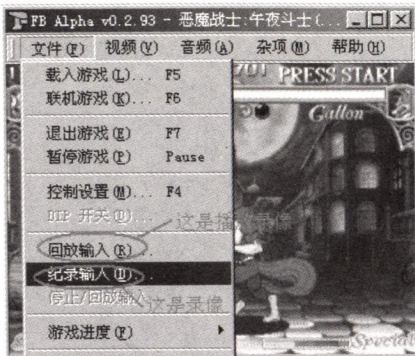 FB Alpha v0.2.93 - 恶魔战士:午夜斗士(...
文件(F) 视频(V) 音频(A) 杂项(M) 帮助(H)
载入游戏(L)... F5
联机游戏(K)... F6
退出游戏(E) F7
暂停游戏(P) Pause
控制设置(M)... F4
DIP 开关(D)...
回放输入(R)...
纪录输入(D)...
停止/回放输入
游戏进度(F)
这是播放录像
这是录像
PRESS START
Gallon
Special